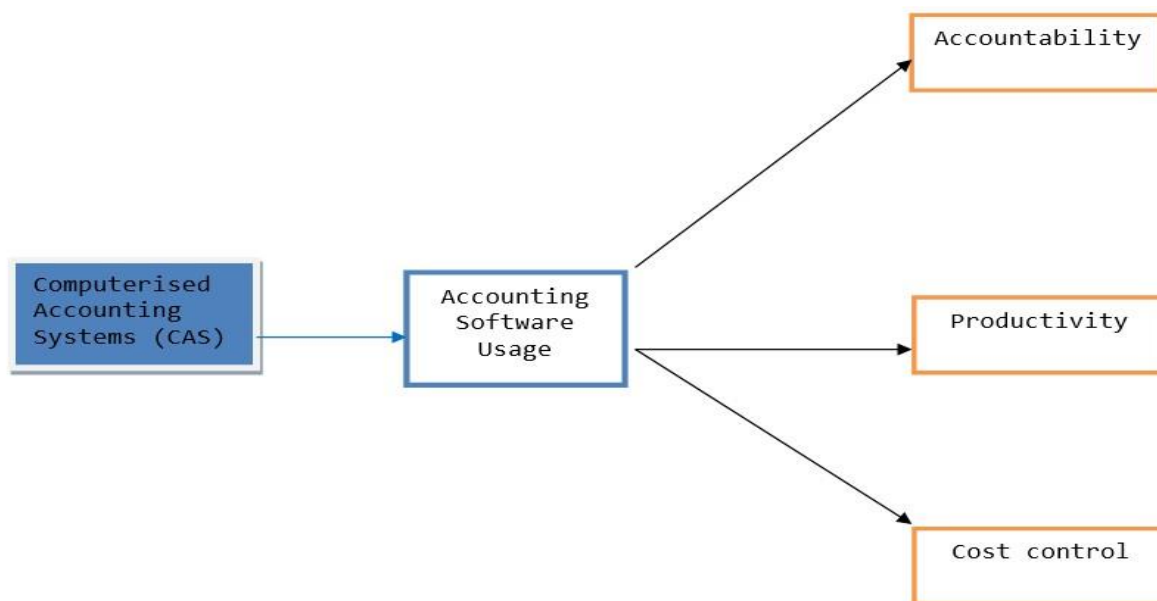 Accountability
Computerised
Accounting
Systems (CAS)
Accounting
Software
Usage
Productivity
Cost control